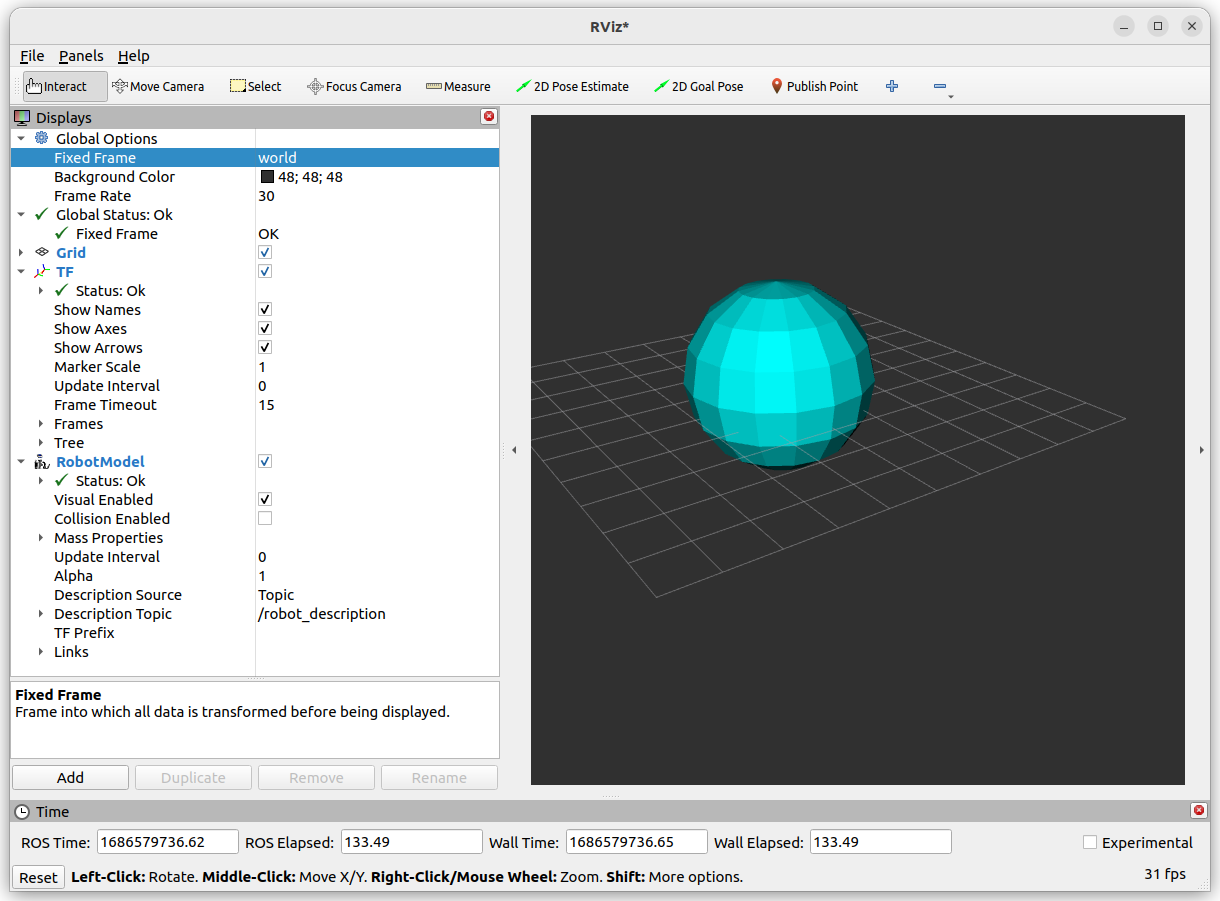 RViz*
File Panels Help
Interact Move Camera Select Focus Camera Measure 2D Pose Estimate 2D Goal Pose Publish Point
Displays
Global Options
Fixed Frame world
Background Color 48; 48; 48
Frame Rate 30
Global Status: Ok
Fixed Frame OK
Grid
TF
Status: Ok
Show Names
Show Axes
Show Arrows
Marker Scale 1
Update Interval 0
Frame Timeout 15
Frames
Tree
RobotModel
Status: Ok
Visual Enabled
Collision Enabled
Mass Properties
Update Interval 0
Alpha 1
Description Source Topic
Description Topic /robot_description
TF Prefix
Links
Fixed Frame
Frame into which all data is transformed before being displayed.
Add Duplicate Remove Rename
Time
ROS Time: 1686579736.62 ROS Elapsed: 133.49 Wall Time: 1686579736.65 Wall Elapsed: 133.49 Experimental
Reset Left-Click: Rotate. Middle-Click: Move X/Y. Right-Click/Mouse Wheel: Zoom. Shift: More options. 31 fps